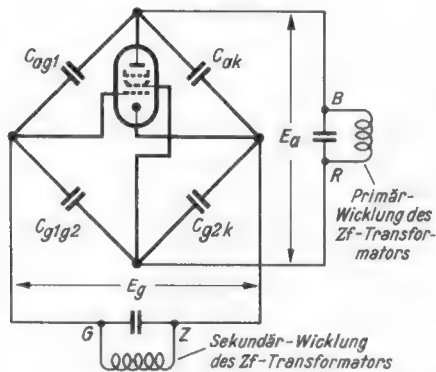 Cag1
Cak
B
Ea
R
Primär-
Wicklung des
Zf-Transfor-
mators
Cg1g2
Cg2k
Eg
G
Z
Sekundär-Wicklung
des Zf-Transformators